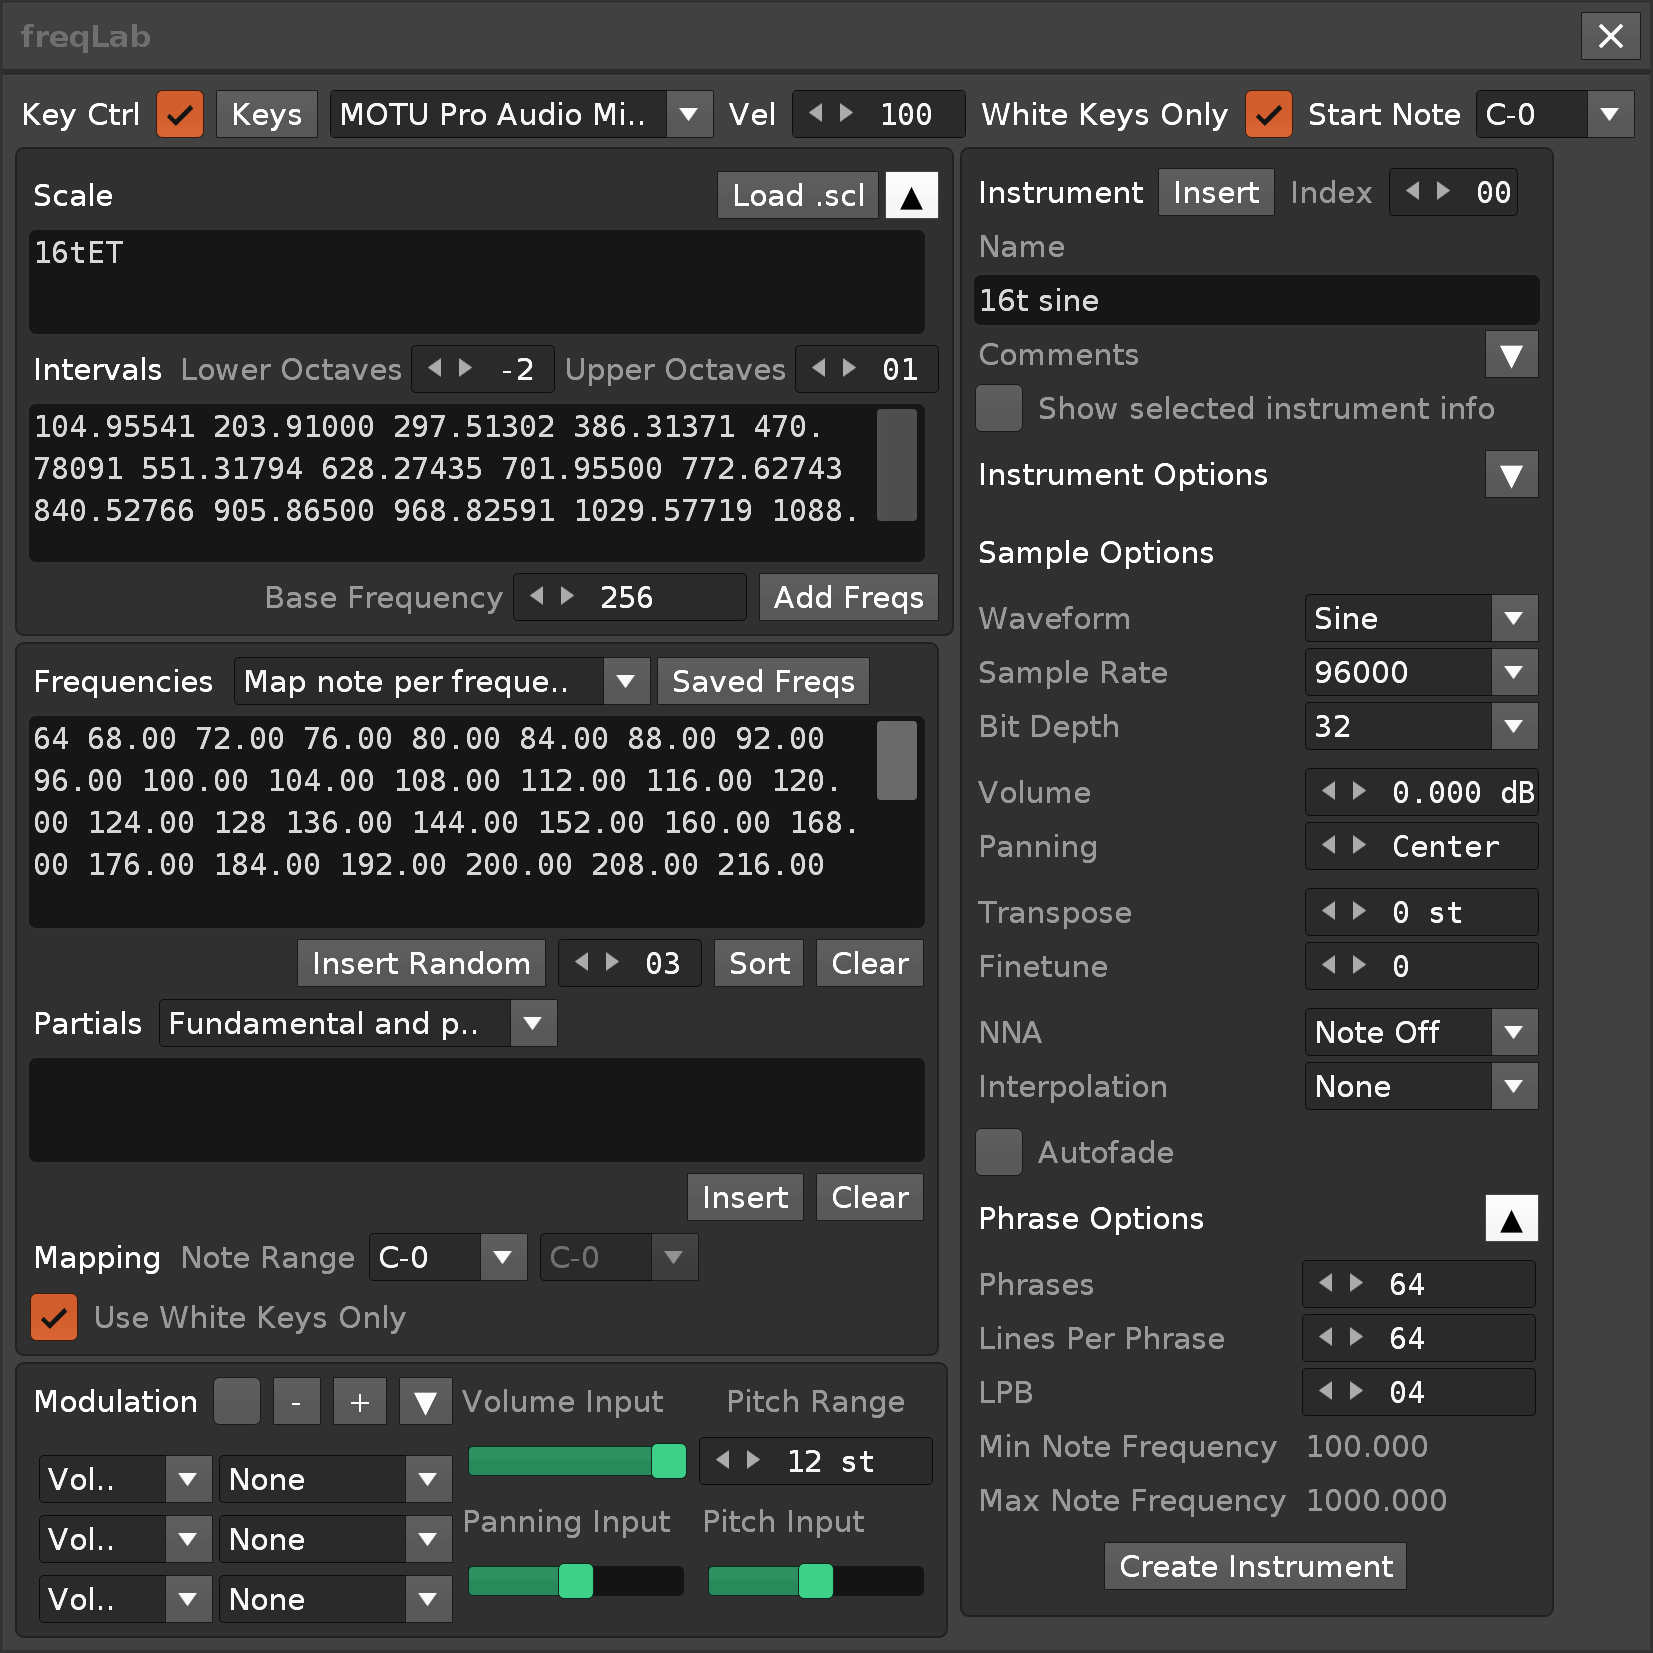 freqLab
Key Ctrl Keys MOTU Pro Audio Mi.. Vel 100 White Keys Only Start Note C-0
Scale Load .scl
16tET
Intervals Lower Octaves -2 Upper Octaves 01
104.95541 203.91000 297.51302 386.31371 470.
78091 551.31794 628.27435 701.95500 772.62743
840.52766 905.86500 968.82591 1029.57719 1088.
Base Frequency 256 Add Freqs
Frequencies Map note per freque.. Saved Freqs
64 68.00 72.00 76.00 80.00 84.00 88.00 92.00
96.00 100.00 104.00 108.00 112.00 116.00 120.
00 124.00 128 136.00 144.00 152.00 160.00 168.
00 176.00 184.00 192.00 200.00 208.00 216.00
Insert Random 03 Sort Clear
Partials Fundamental and p..
Insert Clear
Mapping Note Range C-0 C-0
Use White Keys Only
Modulation - + Volume Input Pitch Range
12 st
Vol.. None
Panning Input Pitch Input
Vol.. None
Vol.. None
Instrument Insert Index 00
Name
16t sine
Comments
Show selected instrument info
Instrument Options
Sample Options
Waveform Sine
Sample Rate 96000
Bit Depth 32
Volume 0.000 dB
Panning Center
Transpose 0 st
Finetune 0
NNA Note Off
Interpolation None
Autofade
Phrase Options
Phrases 64
Lines Per Phrase 64
LPB 04
Min Note Frequency 100.000
Max Note Frequency 1000.000
Create Instrument